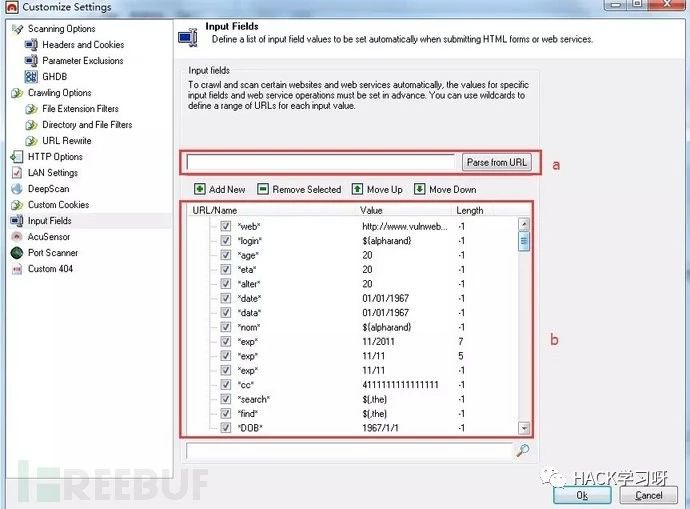 Customize Settings
Scanning Options
Headers and Cookies
Parameter Exclusions
GHDB
Crawling Options
File Extension Filters
Directory and File Filters
URL Rewrite
HTTP Options
LAN Settings
DeepScan
Custom Cookies
Input Fields
AcuSensor
Port Scanner
Custom 404
Input Fields
Define a list of input field values to be set automatically when submitting HTML forms or web services.
Input fields
To crawl and scan certain websites and web services automatically, the values for specific
input fields and web service operations must be set in advance. You can use wildcards to
define a range of URLs for each input value.
Parse from URL
a
Add New Remove Selected Move Up Move Down
URL/Name Value Length
*web* http://www.vulnweb... -1
*login* ${alpharand} -1
*age* 20 -1
*eta* 20 -1
*alter* 20 -1
*date* 01/01/1967 -1
*data* 01/01/1967 -1
*nom* ${alpharand} -1
*exp* 11/2011 7
*exp* 11/11 5
*exp* 11/11 -1
*cc* 4111111111111111 -1
*search* ${,the} -1
*find* ${,the} -1
*DOB* 1967/1/1 -1
b
REEBUF
HACK学习呀
Ok Cancel